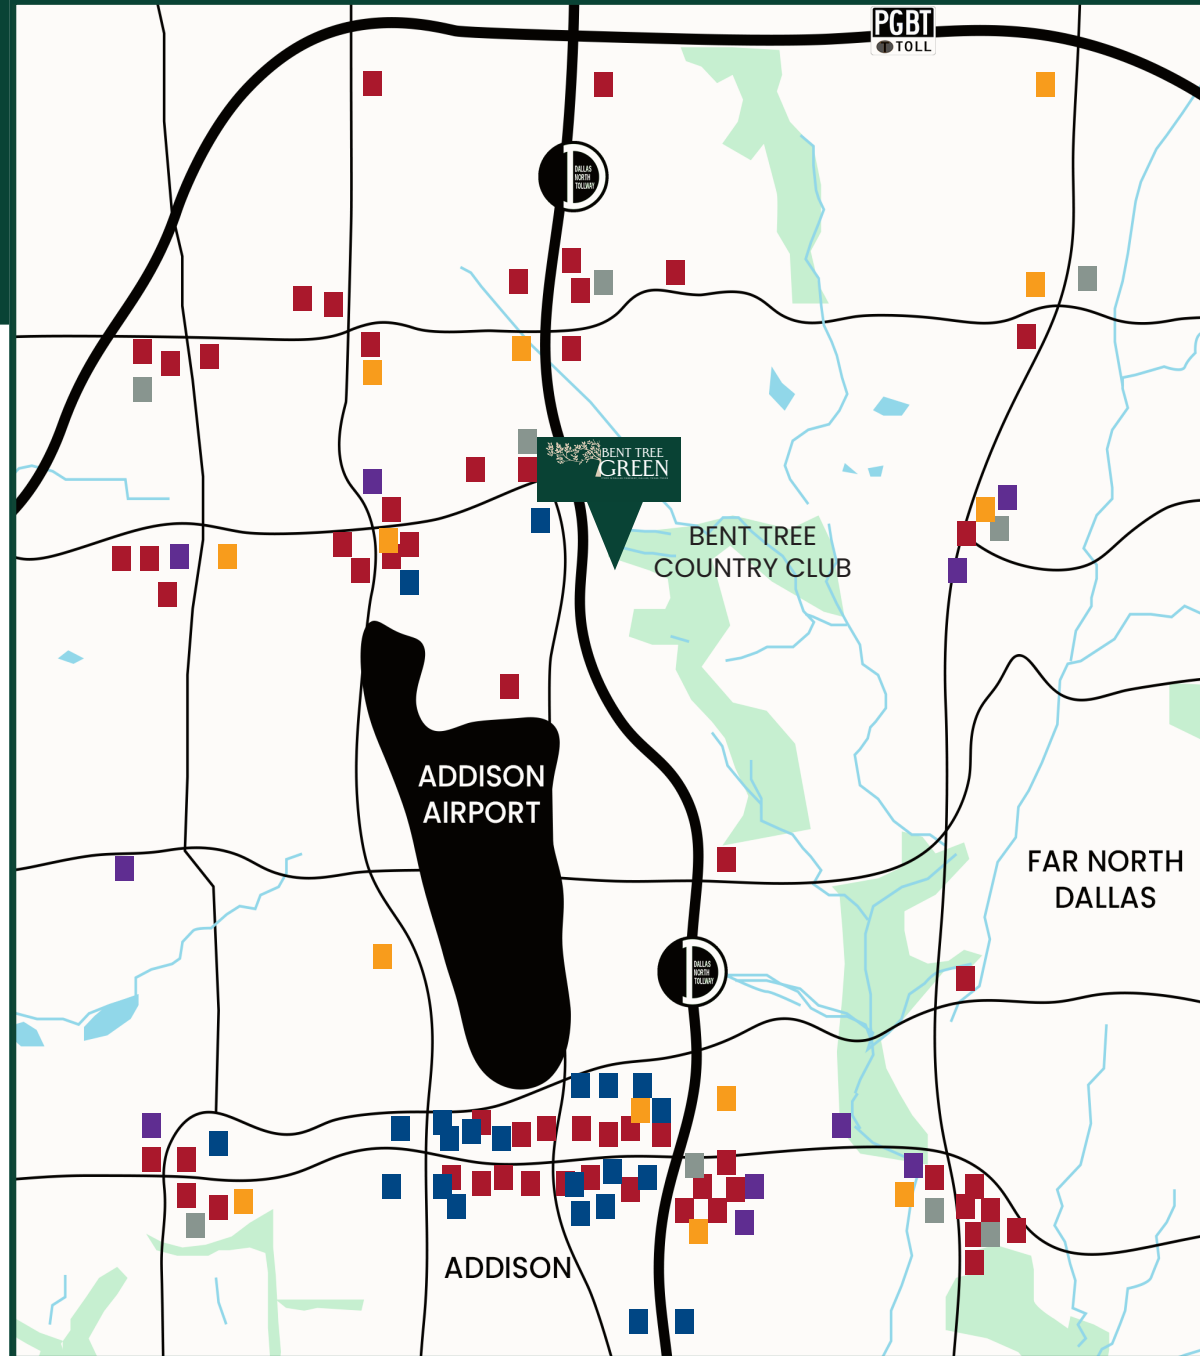 PGBT
TOLL
DALLAS
NORTH
TOLLWAY
BENT TREE
GREEN
BENT TREE
COUNTRY CLUB
ADDISON
AIRPORT
FAR NORTH
DALLAS
DALLAS
NORTH
TOLLWAY
ADDISON